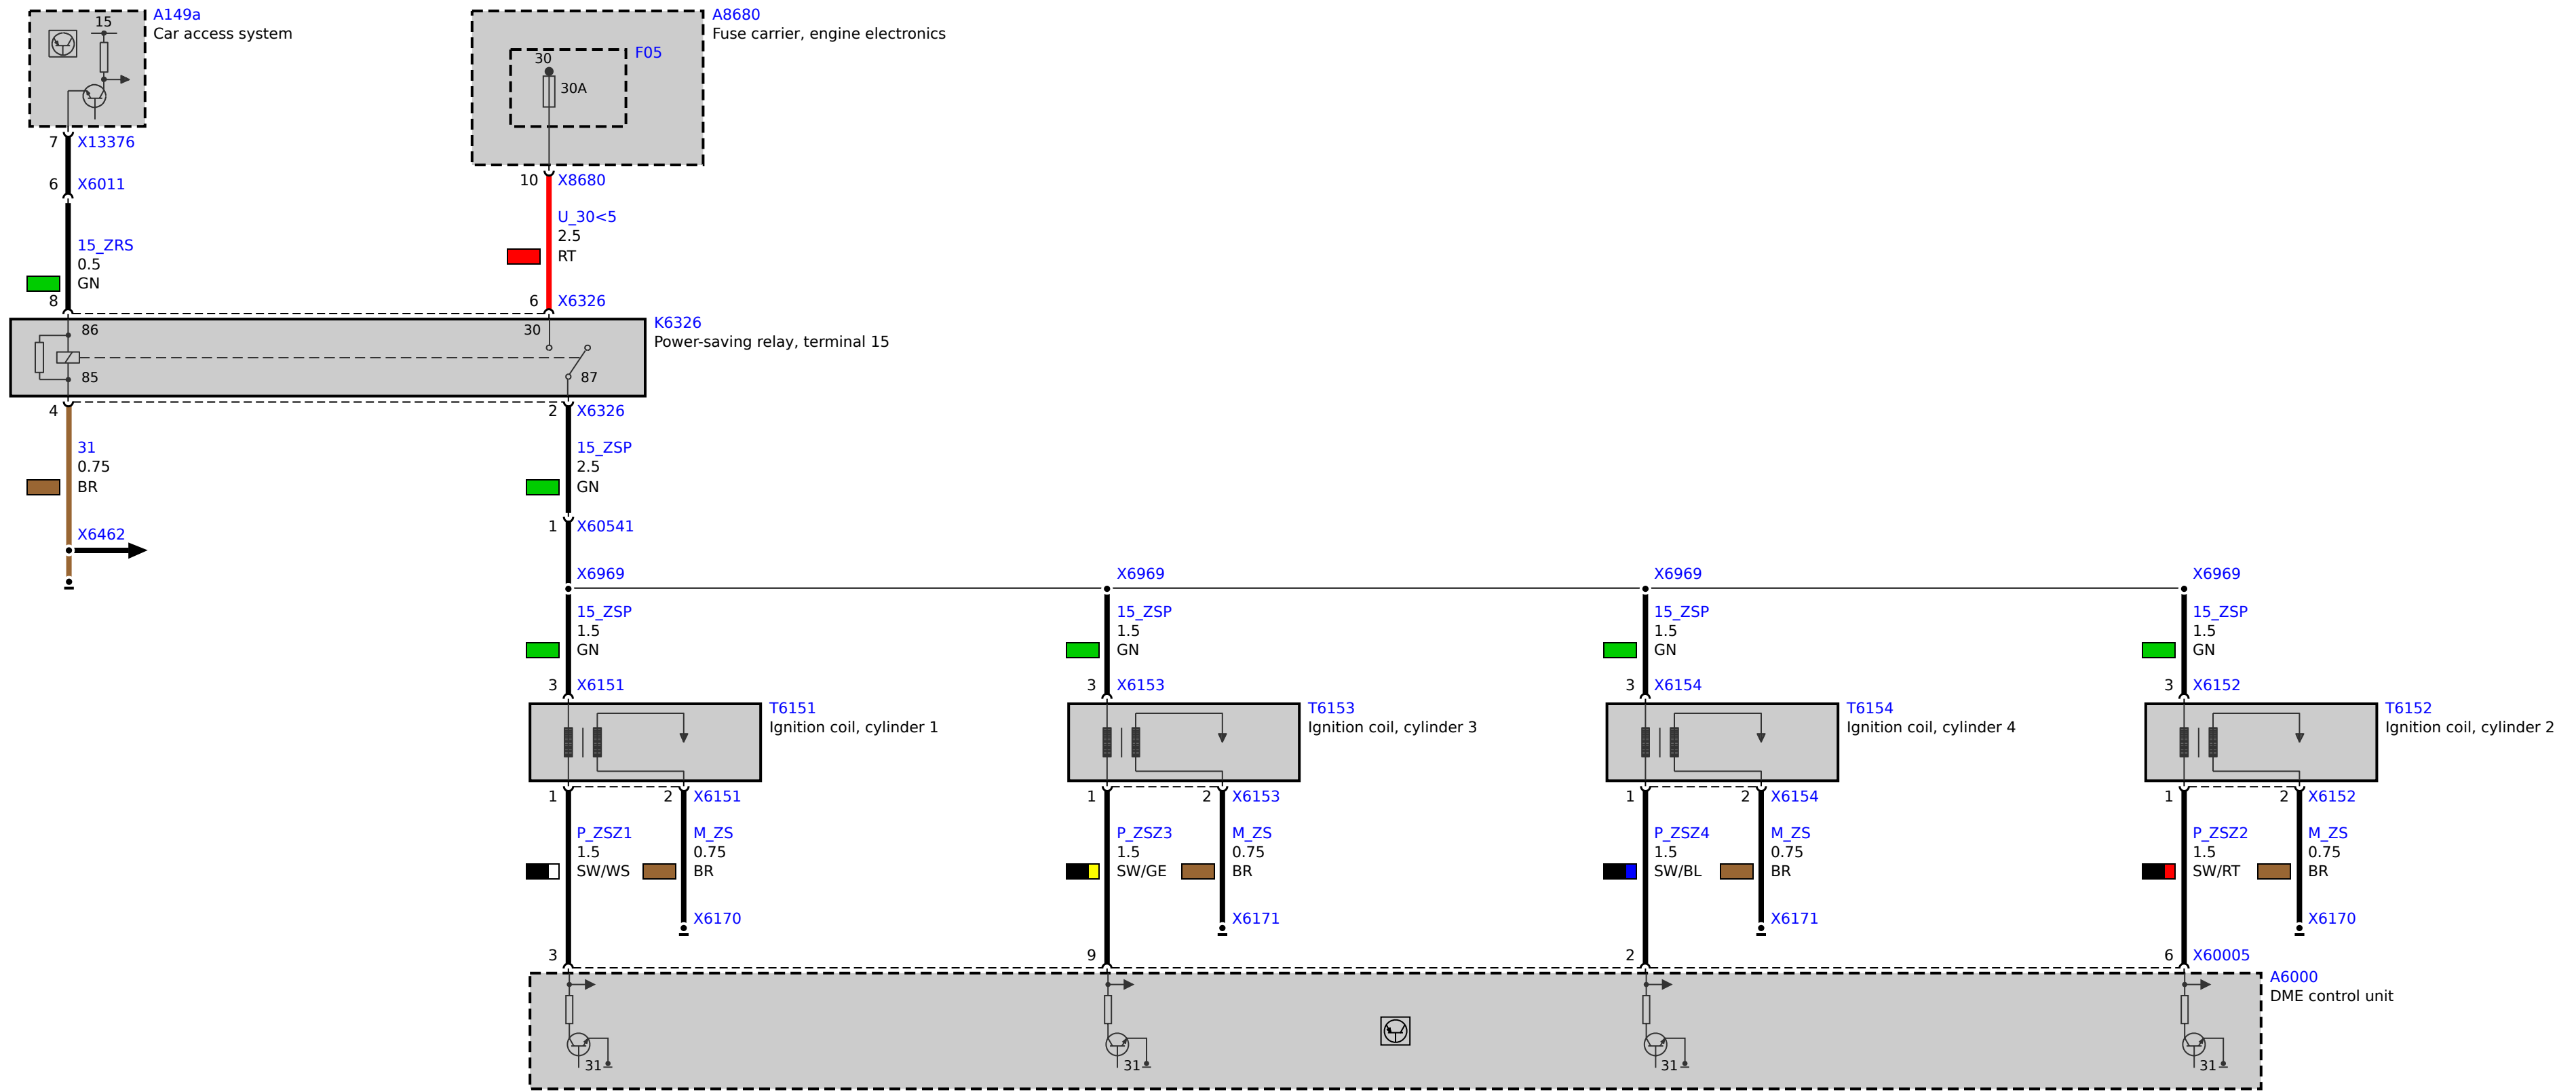 15
A149a
Car access system
A8680
Fuse carrier, engine electronics
F05
30
30A
7 X13376
6 X6011
10 X8680
U_30<5
2.5
RT
15_ZRS
0.5
GN
8
6 X6326
86
30
K6326
Power-saving relay, terminal 15
85
87
4
2 X6326
31
0.75
BR
15_ZSP
2.5
GN
X6462
1 X60541
X6969
X6969
X6969
X6969
15_ZSP
1.5
GN
15_ZSP
1.5
GN
15_ZSP
1.5
GN
15_ZSP
1.5
GN
3 X6151
3 X6153
3 X6154
3 X6152
T6151
Ignition coil, cylinder 1
T6153
Ignition coil, cylinder 3
T6154
Ignition coil, cylinder 4
T6152
Ignition coil, cylinder 2
1
2 X6151
1
2 X6153
1
2 X6154
1
2 X6152
P_ZSZ1
1.5
SW/WS
M_ZS
0.75
BR
P_ZSZ3
1.5
SW/GE
M_ZS
0.75
BR
P_ZSZ4
1.5
SW/BL
M_ZS
0.75
BR
P_ZSZ2
1.5
SW/RT
M_ZS
0.75
BR
X6170
X6171
X6171
X6170
3
9
2
6 X60005
A6000
DME control unit
31
31
31
31